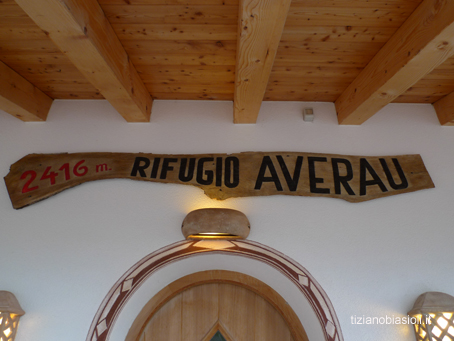 2416 m. RIFUGIO AVERAU
tizianobiasioli.it